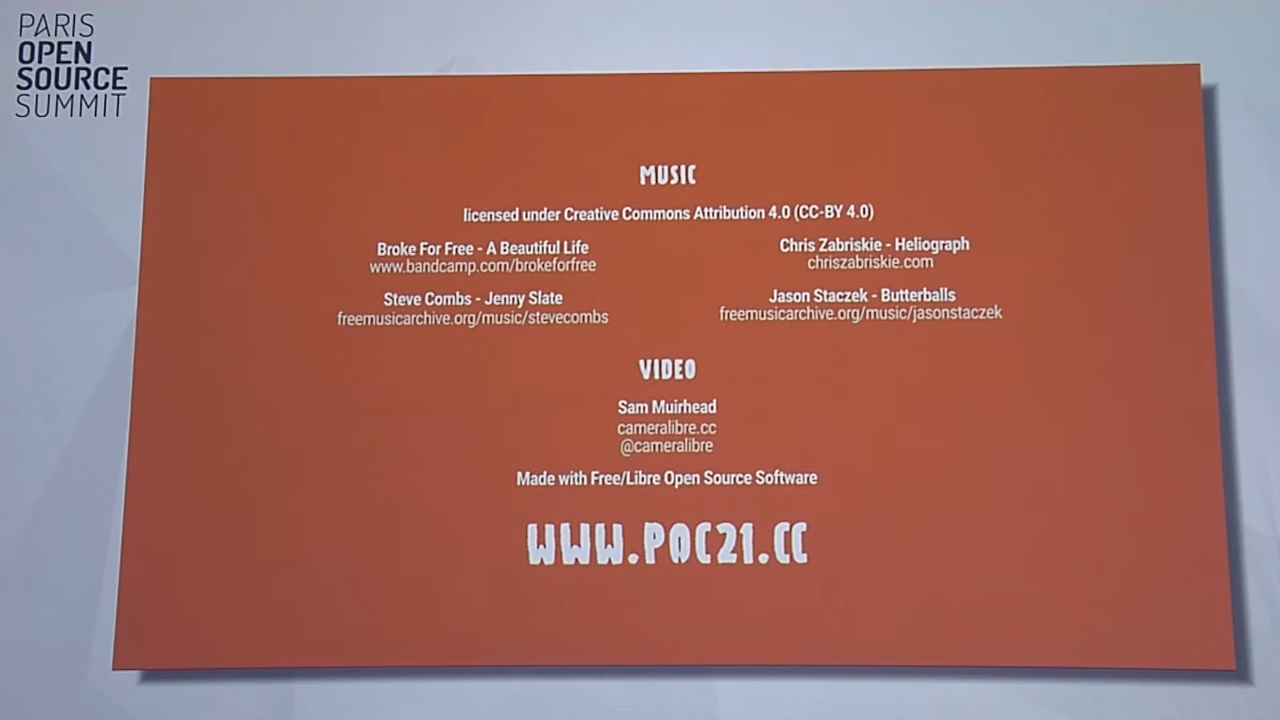 PARIS
OPEN
SOURCE
SUMMIT
MUSIC
licensed under Creative Commons Attribution 4.0 (CC-BY 4.0)
Broke For Free - A Beautiful Life
www.bandcamp.com/brokeforfree
Chris Zabriskie - Heliograph
chriszabriskie.com
Steve Combs - Jenny Slate
freemusicarchive.org/music/stevecombs
Jason Staczek - Butterballs
freemusicarchive.org/music/jasonstaczek
VIDEO
Sam Muirhead
cameralibre.cc
@cameralibre
Made with Free/Libre Open Source Software
WWW.POC21.CC